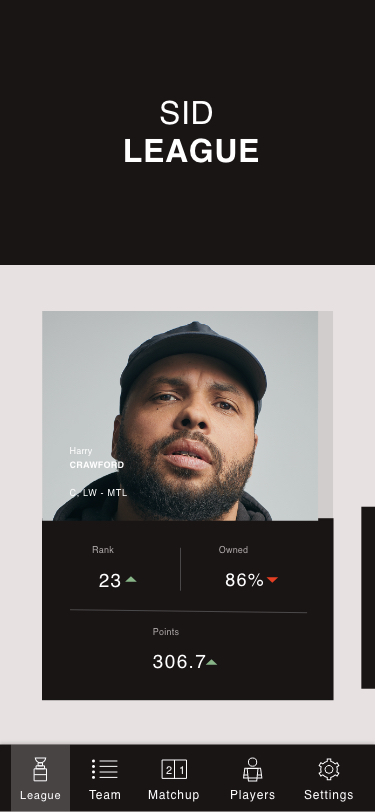 SID
LEAGUE
Harry
CRAWFORD
C, LW - MTL
Rank
Owned
23
86%
Points
306.7
2 1
League
Team
Matchup
Players
Settings